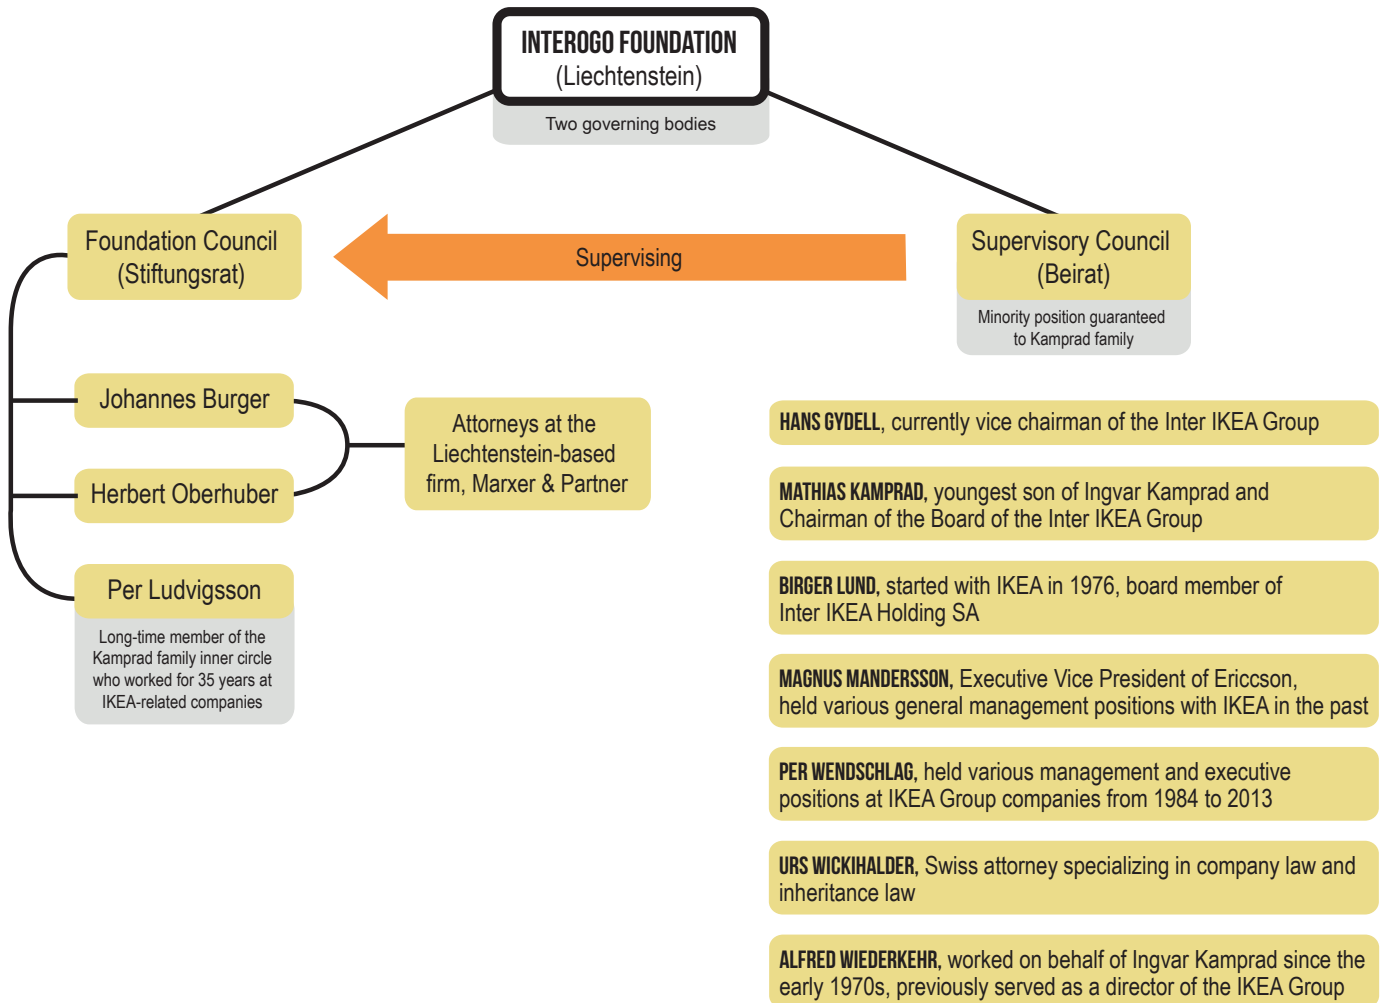 INTEROGO FOUNDATION
(Liechtenstein)
Two governing bodies
Foundation Council
(Stiftungsrat)
Supervising
Supervisory Council
(Beirat)
Minority position guaranteed
to Kamprad family
Johannes Burger
Herbert Oberhuber
Attorneys at the
Liechtenstein-based
firm, Marxer & Partner
Per Ludvigsson
Long-time member of the
Kamprad family inner circle
who worked for 35 years at
IKEA-related companies
HANS GYDELL, currently vice chairman of the Inter IKEA Group
MATHIAS KAMPRAD, youngest son of Ingvar Kamprad and
Chairman of the Board of the Inter IKEA Group
BIRGER LUND, started with IKEA in 1976, board member of
Inter IKEA Holding SA
MAGNUS MANDERSSON, Executive Vice President of Ericcson,
held various general management positions with IKEA in the past
PER WENDSCHLAG, held various management and executive
positions at IKEA Group companies from 1984 to 2013
URS WICKIHALDER, Swiss attorney specializing in company law and
inheritance law
ALFRED WIEDERKEHR, worked on behalf of Ingvar Kamprad since the
early 1970s, previously served as a director of the IKEA Group